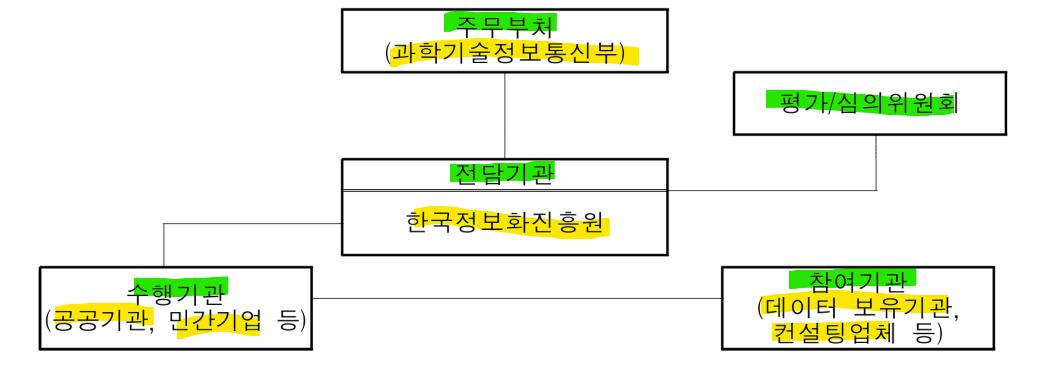 주무부처
(과학기술정보통신부)
평가/심의위원회
전담기관
한국정보화진흥원
수행기관
(공공기관, 민간기업 등)
참여기관
(데이터 보유기관,
컨설팅업체 등)